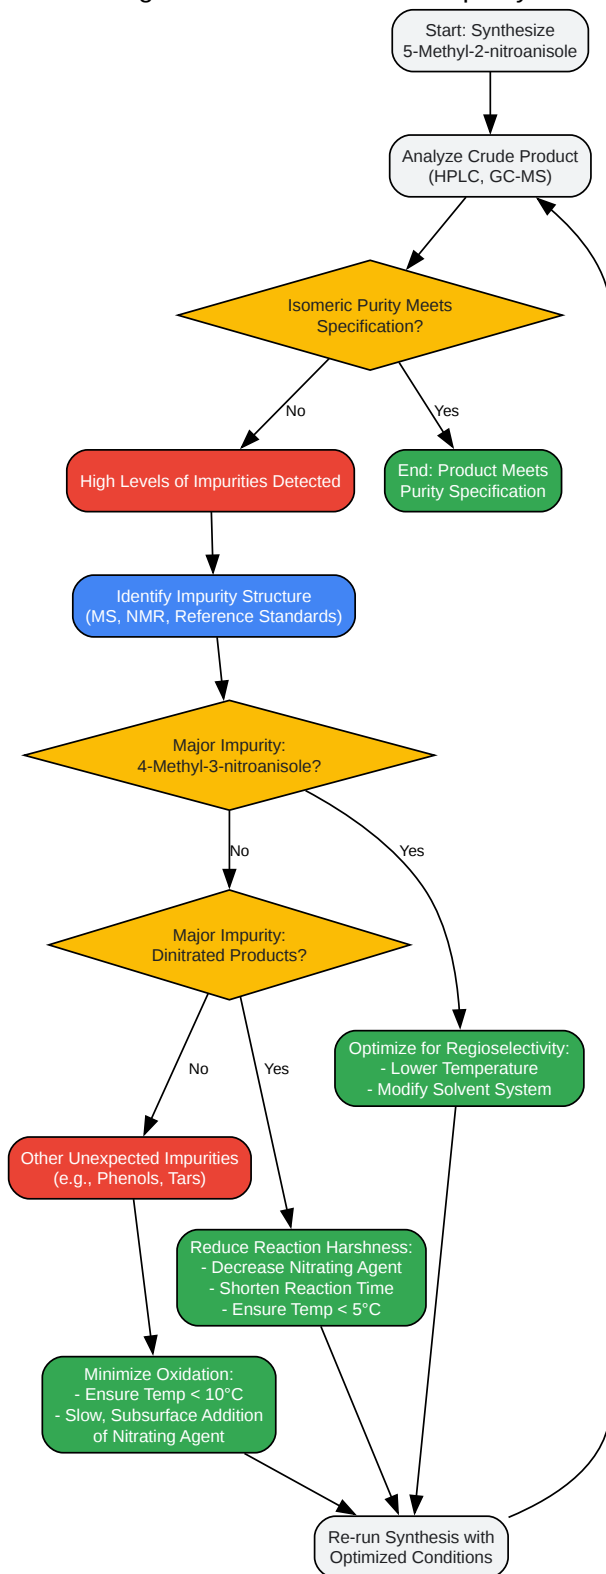 Start: Synthesize
5-Methyl-2-nitroanisole
Analyze Crude Product
(HPLC, GC-MS)
Isomeric Purity Meets
Specification?
No
Yes
High Levels of Impurities Detected
End: Product Meets
Purity Specification
Identify Impurity Structure
(MS, NMR, Reference Standards)
Major Impurity:
4-Methyl-3-nitroanisole?
No
Yes
Major Impurity:
Dinitrated Products?
No
Yes
Optimize for Regioselectivity:
- Lower Temperature
- Modify Solvent System
Other Unexpected Impurities
(e.g., Phenols, Tars)
Reduce Reaction Harshness:
- Decrease Nitrating Agent
- Shorten Reaction Time
- Ensure Temp < 5°C
Minimize Oxidation:
- Ensure Temp < 10°C
- Slow, Subsurface Addition
of Nitrating Agent
Re-run Synthesis with
Optimized Conditions